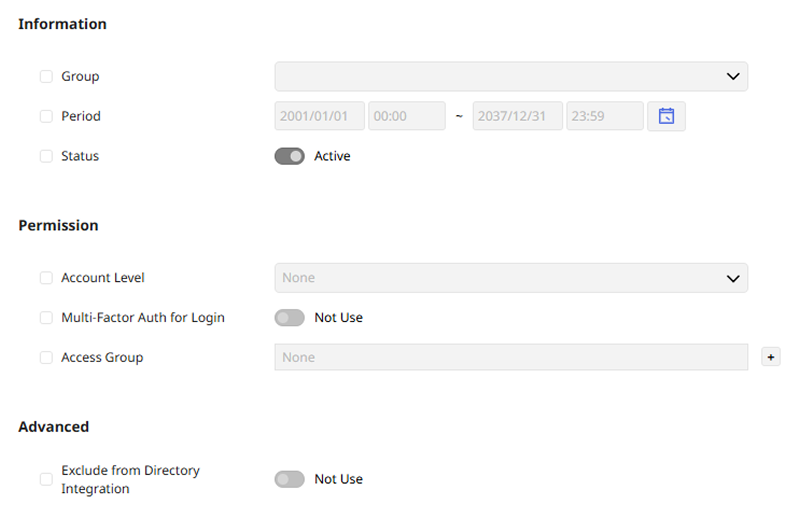 Information
Group
Period 2001/01/01 00:00 ~ 2037/12/31 23:59
Status Active
Permission
Account Level None
Multi-Factor Auth for Login Not Use
Access Group None +
Advanced
Exclude from Directory
Integration
Not Use